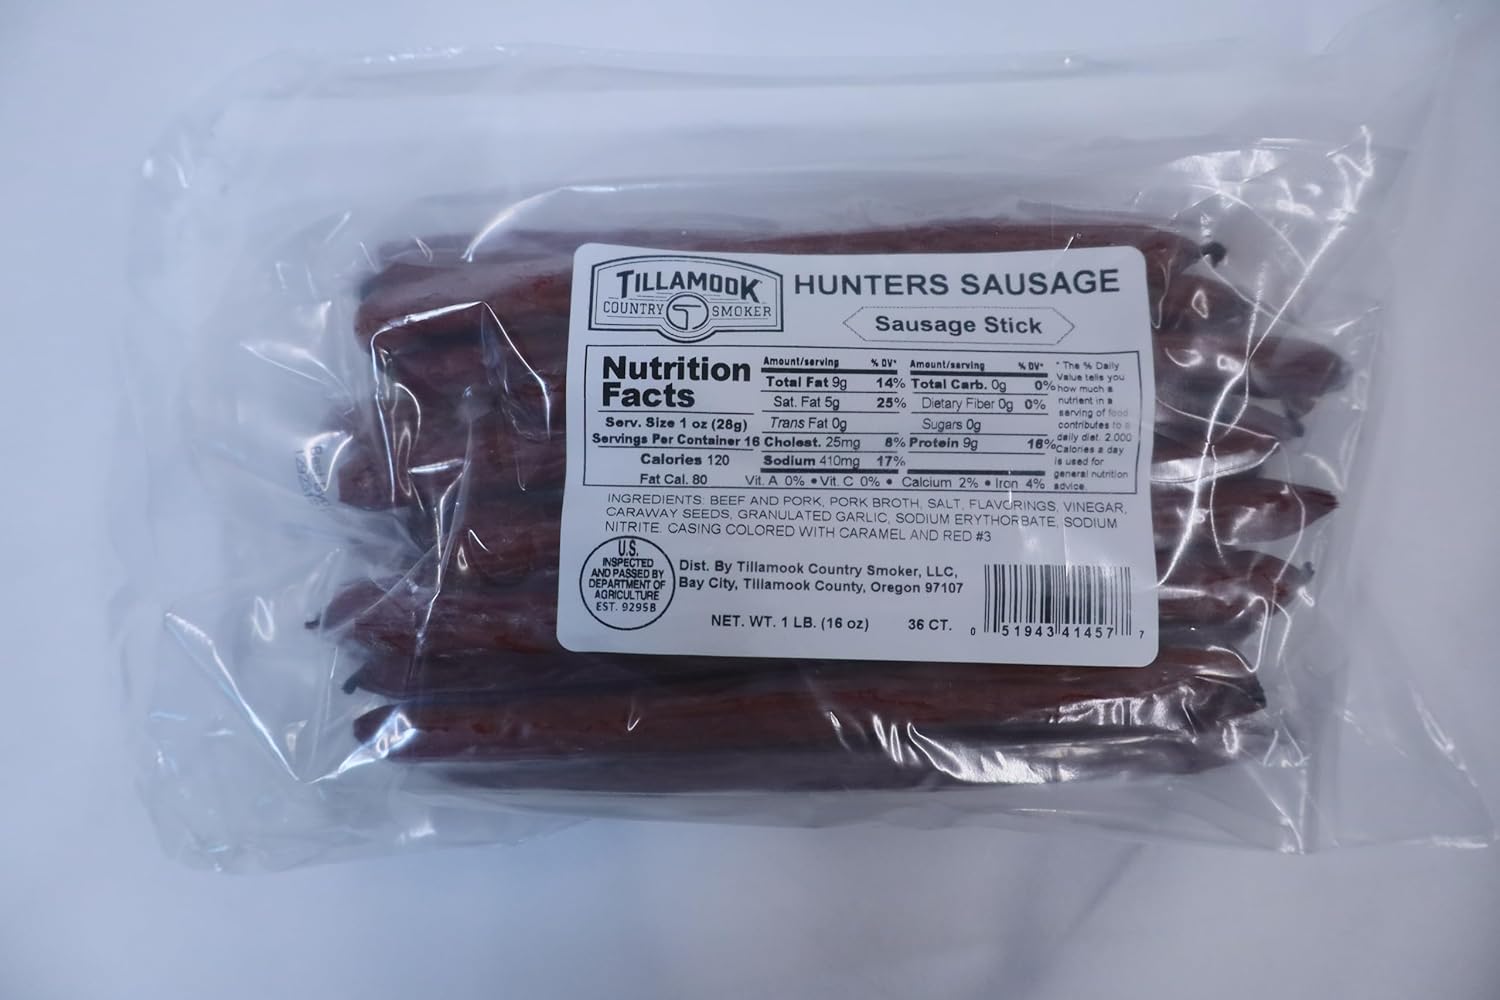 TILLAMOOK
COUNTRY SMOKER
HUNTERS SAUSAGE
Sausage Stick
Nutrition
Facts
Serv. Size 1 oz (28g)
Servings Per Container 16
Calories 120
Fat Cal. 80
Amount/serving % DV*
Total Fat 9g 14%
Sat. Fat 5g 25%
Trans Fat 0g
Cholest. 25mg 8%
Sodium 410mg 17%
Amount/serving % DV*
Total Carb. 0g 0%
Dietary Fiber 0g 0%
Sugars 0g
Protein 9g 16%
Vit. A 0% • Vit. C 0% • Calcium 2% • Iron 4%
* The % Daily
Value tells you
how much a
nutrient in a
serving of food
contributes to a
daily diet. 2,000
Calories a day
is used for
general nutrition
advice.
INGREDIENTS: BEEF AND PORK, PORK BROTH, SALT, FLAVORINGS, VINEGAR,
CARAWAY SEEDS, GRANULATED GARLIC, SODIUM ERYTHORBATE, SODIUM
NITRITE. CASING COLORED WITH CARAMEL AND RED #3
U.S.
INSPECTED
AND PASSED BY
DEPARTMENT OF
AGRICULTURE
EST. 9295B
Dist. By Tillamook Country Smoker, LLC,
Bay City, Tillamook County, Oregon 97107
NET. WT. 1 LB. (16 oz) 36 CT.
0 51943 41457 7